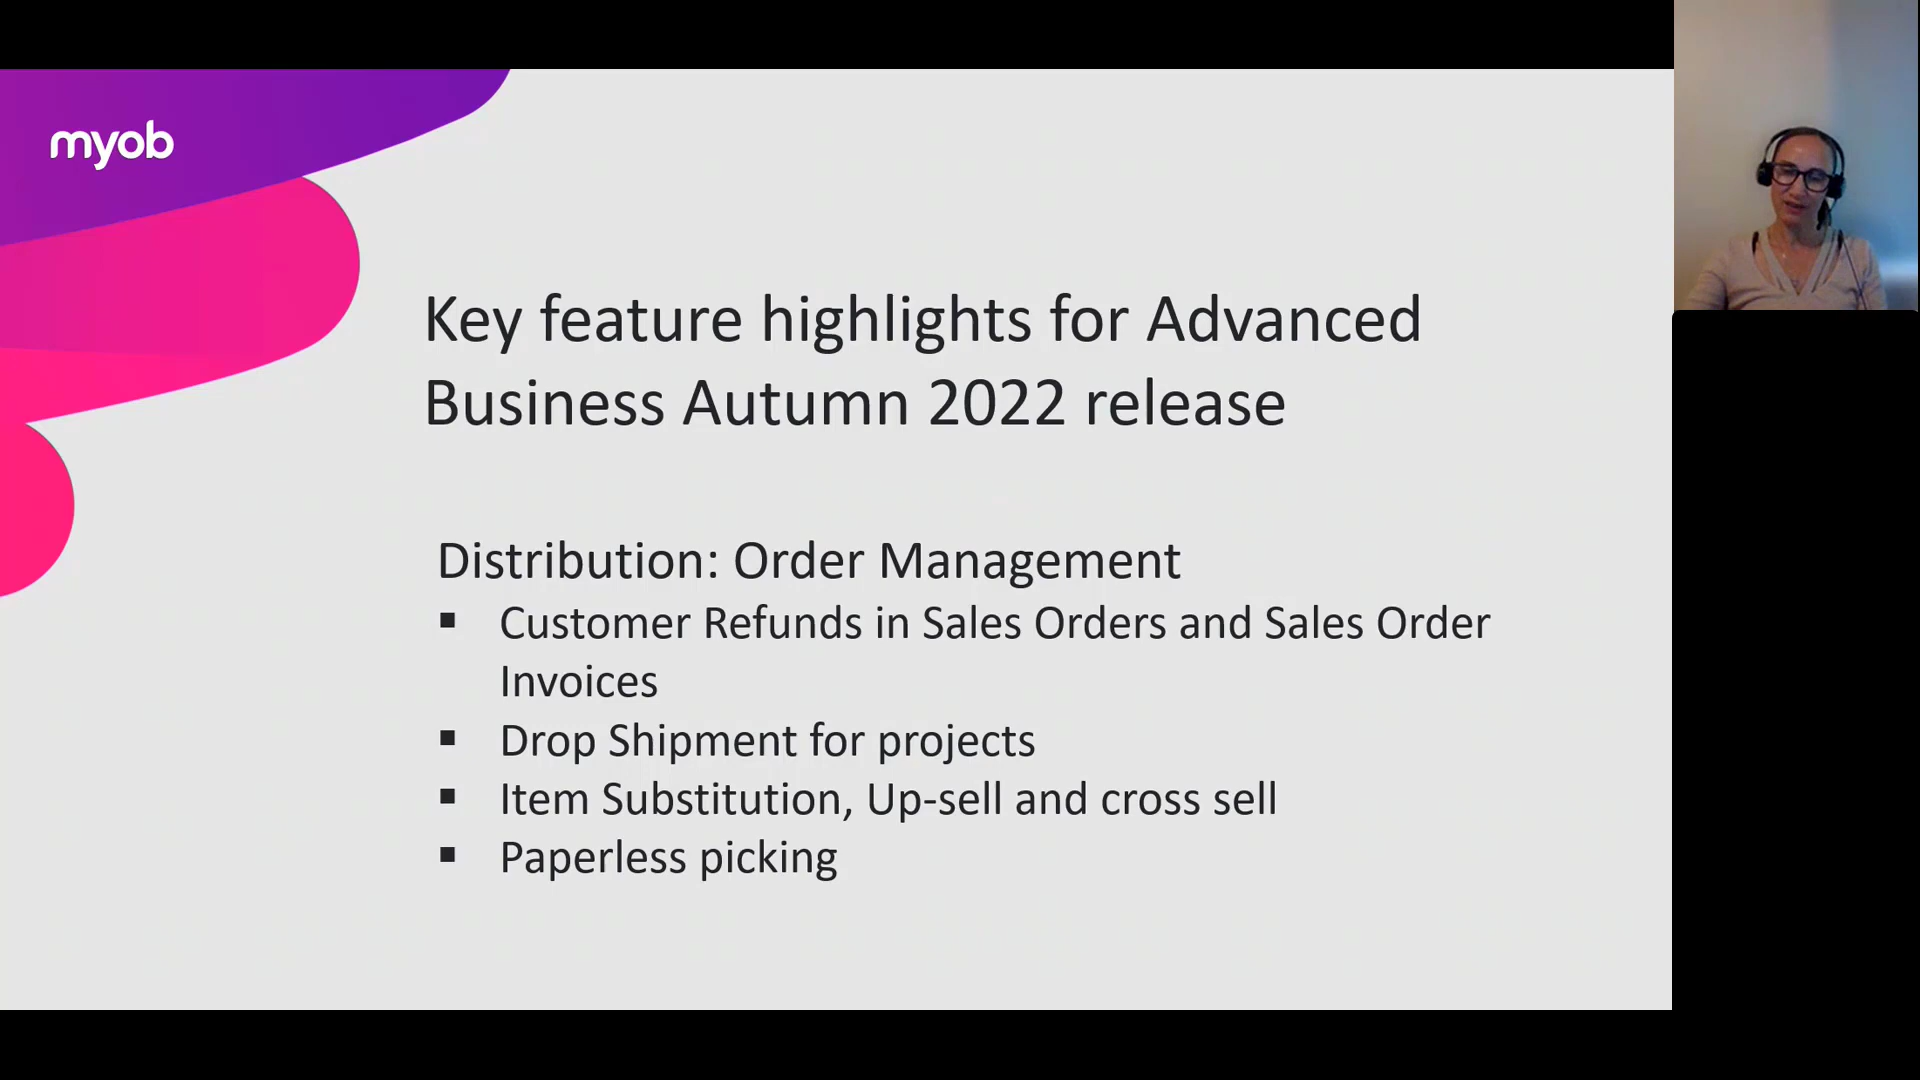 myob
Key feature highlights for Advanced
Business Autumn 2022 release
Distribution: Order Management
▪ Customer Refunds in Sales Orders and Sales Order
Invoices
▪ Drop Shipment for projects
▪ Item Substitution, Up-sell and cross sell
▪ Paperless picking